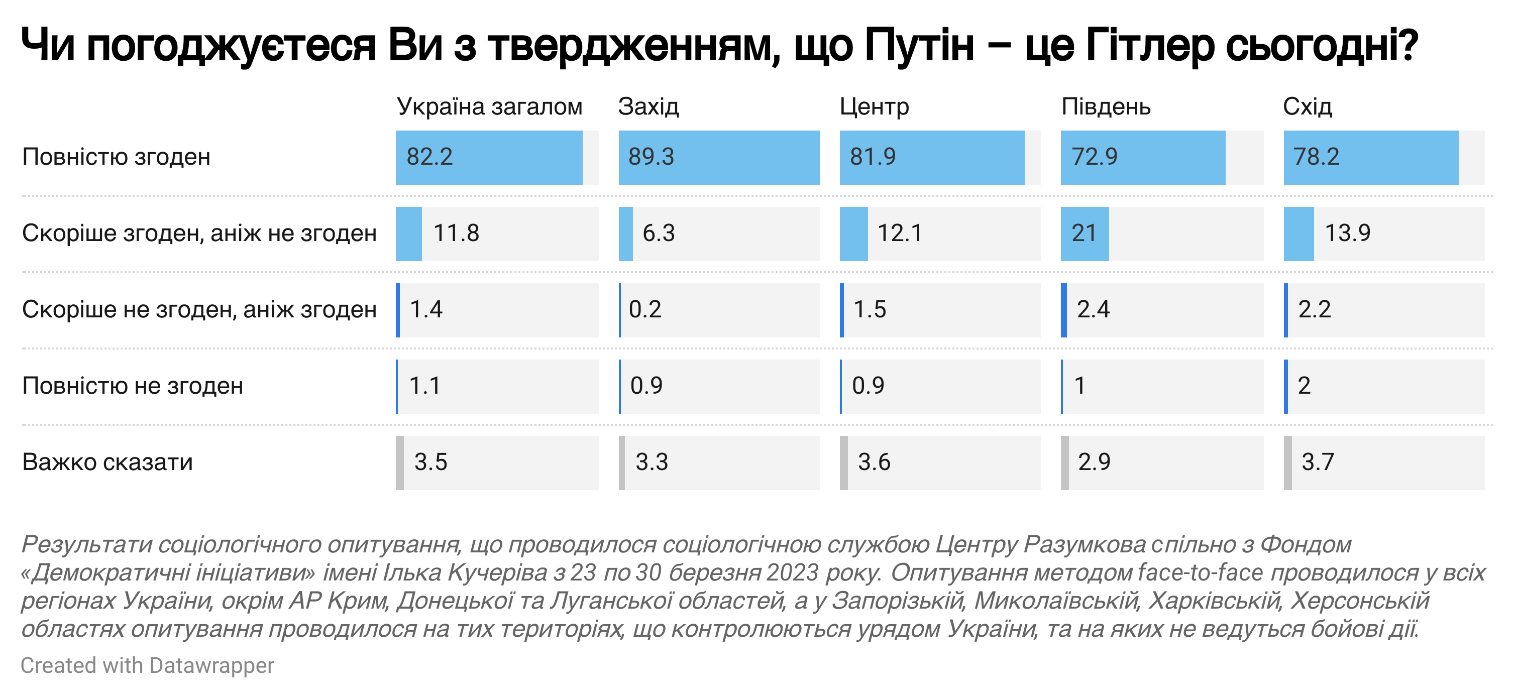 Чи погоджуєтеся Ви з твердженням, що Путін – це Гітлер сьогодні?
Україна загалом Захід Центр Південь Схід
Повністю згоден 82.2 89.3 81.9 72.9 78.2
Скоріше згоден, аніж не згоден 11.8 6.3 12.1 21 13.9
Скоріше не згоден, аніж згоден 1.4 0.2 1.5 2.4 2.2
Повністю не згоден 1.1 0.9 0.9 1 2
Важко сказати 3.5 3.3 3.6 2.9 3.7
Результати соціологічного опитування, що проводилося соціологічною службою Центру Разумкова спільно з Фондом
«Демократичні ініціативи» імені Ілька Кучеріва з 23 по 30 березня 2023 року. Опитування методом face-to-face проводилося у всіх
регіонах України, окрім АР Крим, Донецької та Луганської областей, а у Запорізькій, Миколаївській, Харківській, Херсонській
областях опитування проводилося на тих територіях, що контролюються урядом України, та на яких не ведуться бойові дії.
Created with Datawrapper